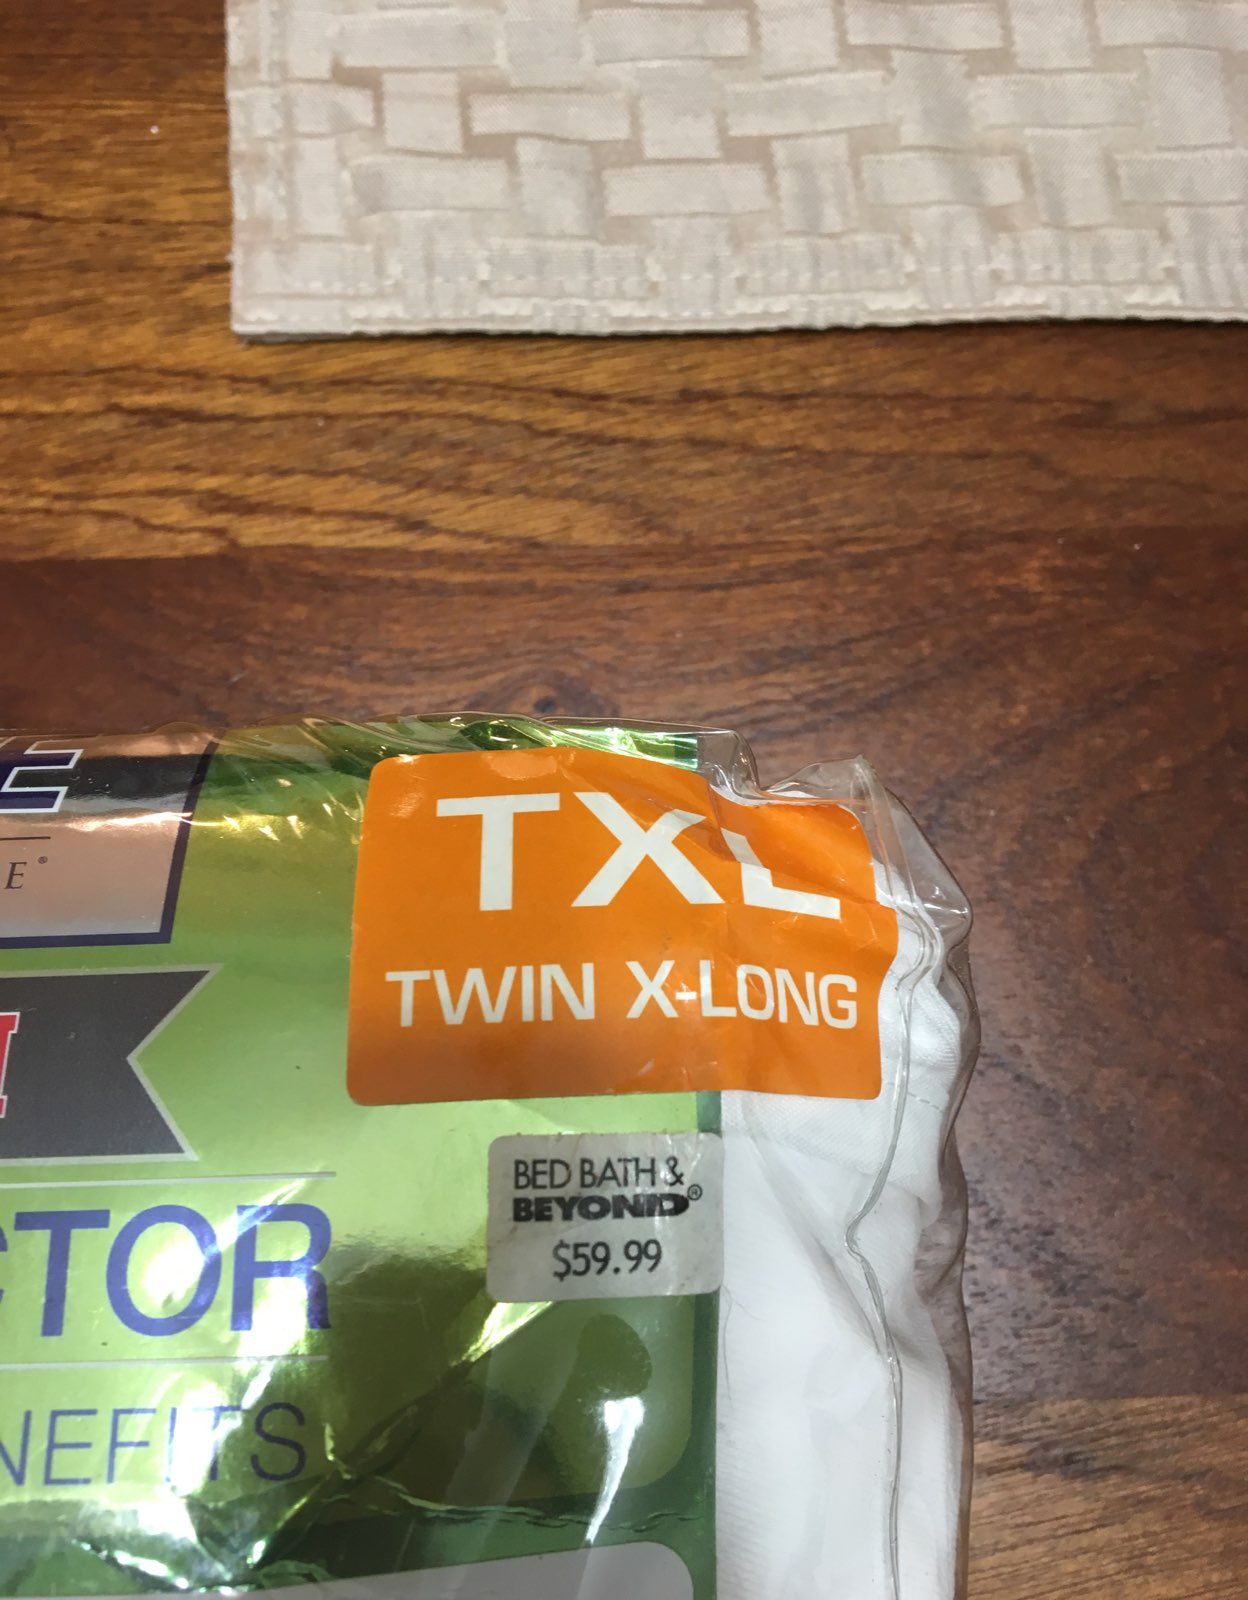 E
E®
TXL
TWIN X-LONG
BED BATH &
BEYOND®
$59.99
CTOR
NEFITS